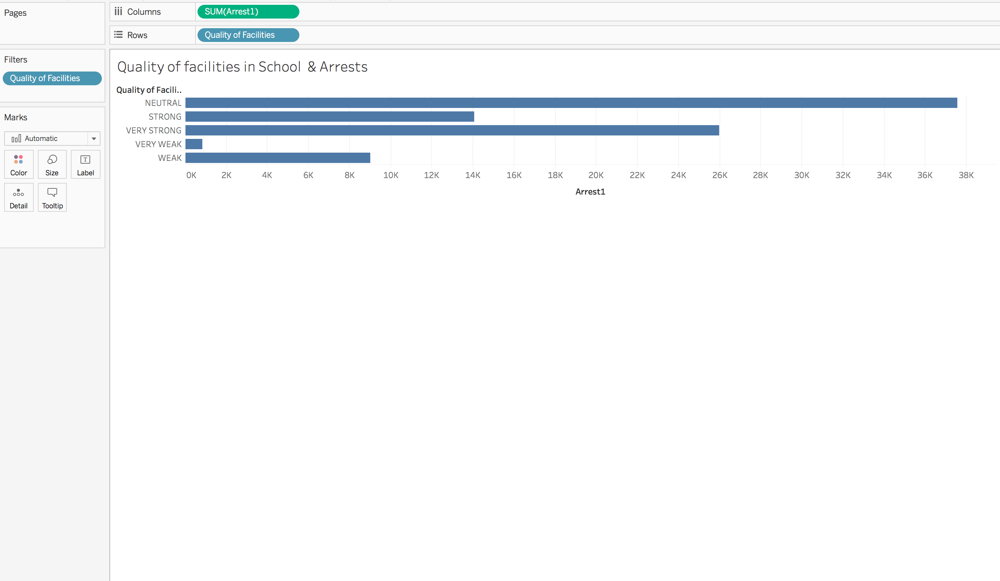 Pages
Columns
SUM(Arrest1)
Rows
Quality of Facilities
Filters
Quality of Facilities
Marks
Automatic
Color
Size
T
Label
Detail
Tooltip
Quality of facilities in School  & Arrests
Quality of Facili..
NEUTRAL
STRONG
VERY STRONG
VERY WEAK
WEAK
0K 2K 4K 6K 8K 10K 12K 14K 16K 18K 20K 22K 24K 26K 28K 30K 32K 34K 36K 38K
Arrest1